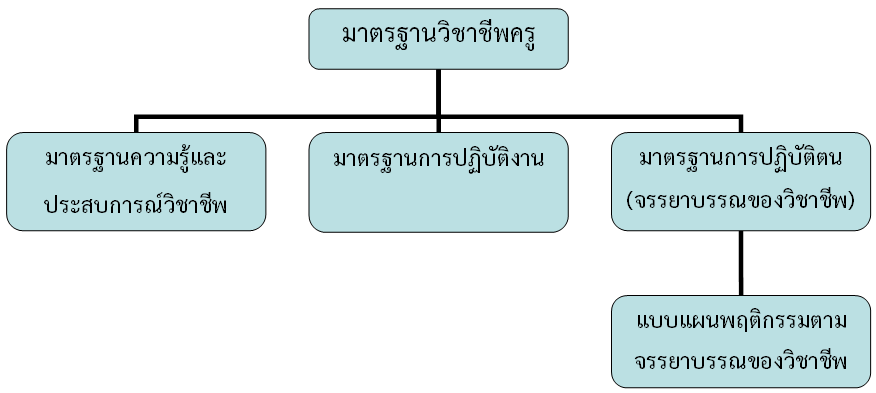 มาตรฐานวิชาชีพครู
มาตรฐานความรู้และ
ประสบการณ์วิชาชีพ
มาตรฐานการปฏิบัติงาน
มาตรฐานการปฏิบัติตน
(จรรยาบรรณของวิชาชีพ)
แบบแผนพฤติกรรมตาม
จรรยาบรรณของวิชาชีพ